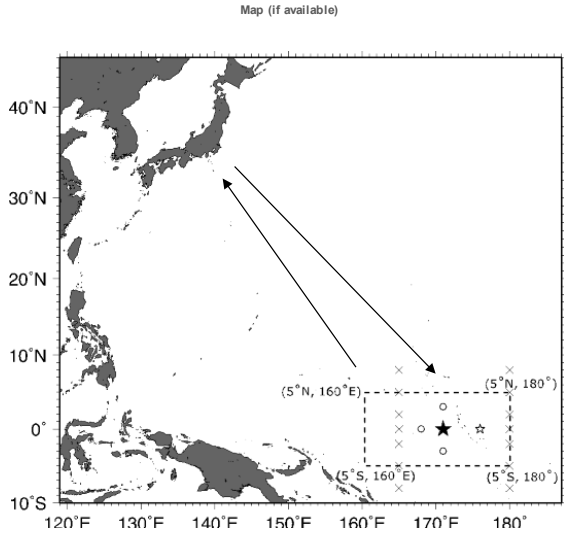 Map (if available)
40°N
30°N
20°N
10°N
(5°N, 160°E)
(5°N, 180°)
0°
(5°S, 160°E)
(5°S, 180°)
10°S
120°E
130°E
140°E
150°E
160°E
170°E
180°